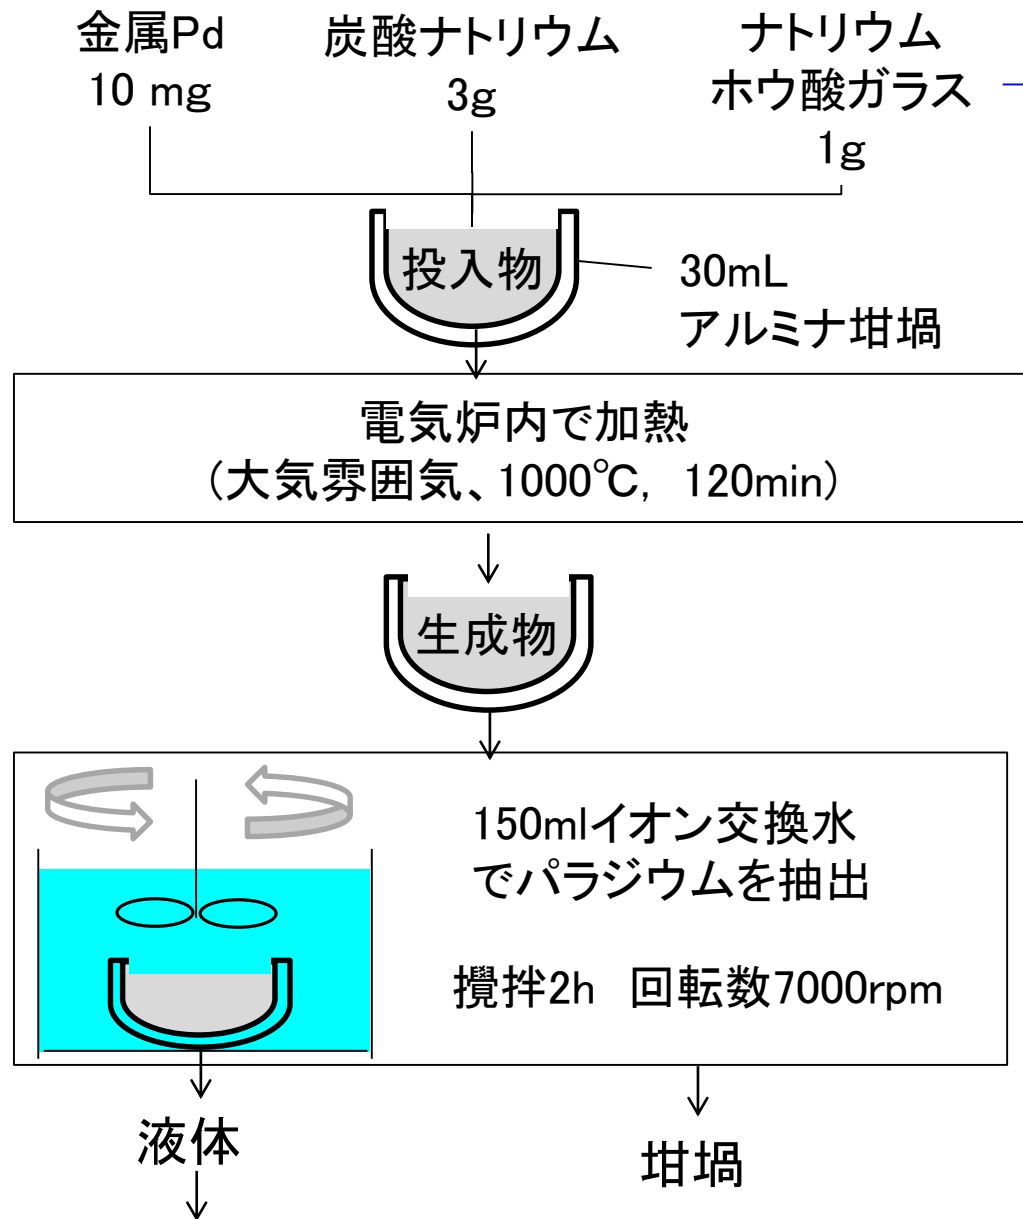 金属Pd
10 mg
炭酸ナトリウム
3g
ナトリウム
ホウ酸ガラス
1g
投入物
30mL
アルミナ坩堝
電気炉内で加熱
(大気雰囲気、1000℃, 120min)
生成物
150mlイオン交換水
でパラジウムを抽出
攪拌2h 回転数7000rpm
液体
坩堝